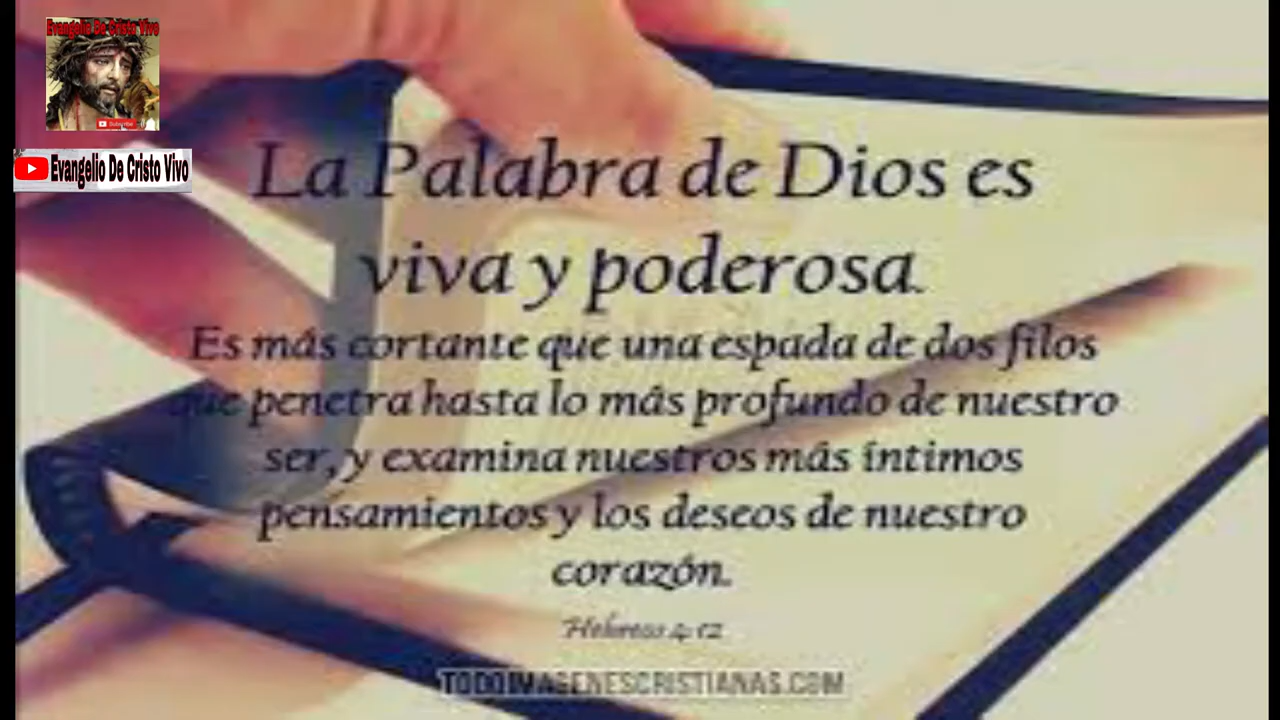 Evangelio De Cristo Vivo
Subscribe
Evangelio De Cristo Vivo
La Palabra de Dios es
viva y poderosa.
Es más cortante que una espada de dos filos
que penetra hasta lo más profundo de nuestro
ser, y examina nuestros más íntimos
pensamientos y los deseos de nuestro
corazón.
Hebreos 4:12
TODOIMAGENESCRISTIANAS.COM